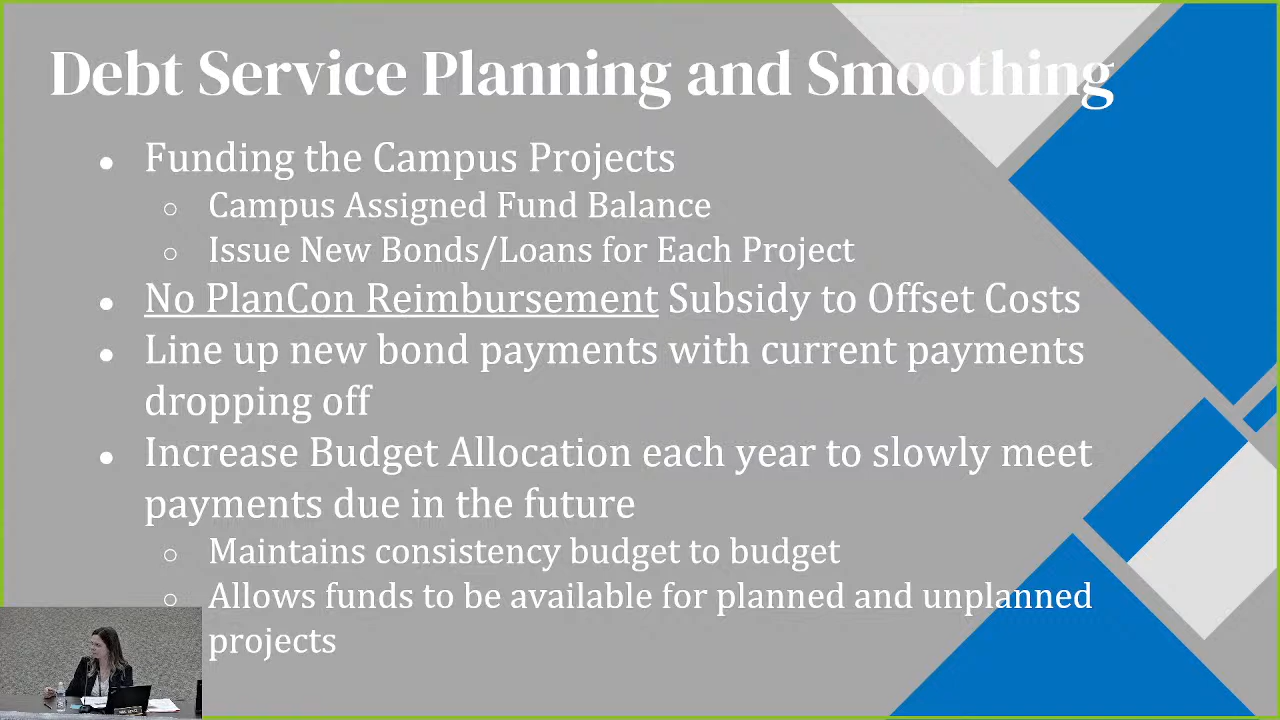 Debt Service Planning and Smoothing
● Funding the Campus Projects
○ Campus Assigned Fund Balance
○ Issue New Bonds/Loans for Each Project
● No PlanCon Reimbursement Subsidy to Offset Costs
● Line up new bond payments with current payments
dropping off
● Increase Budget Allocation each year to slowly meet
payments due in the future
○ Maintains consistency budget to budget
○ Allows funds to be available for planned and unplanned
projects